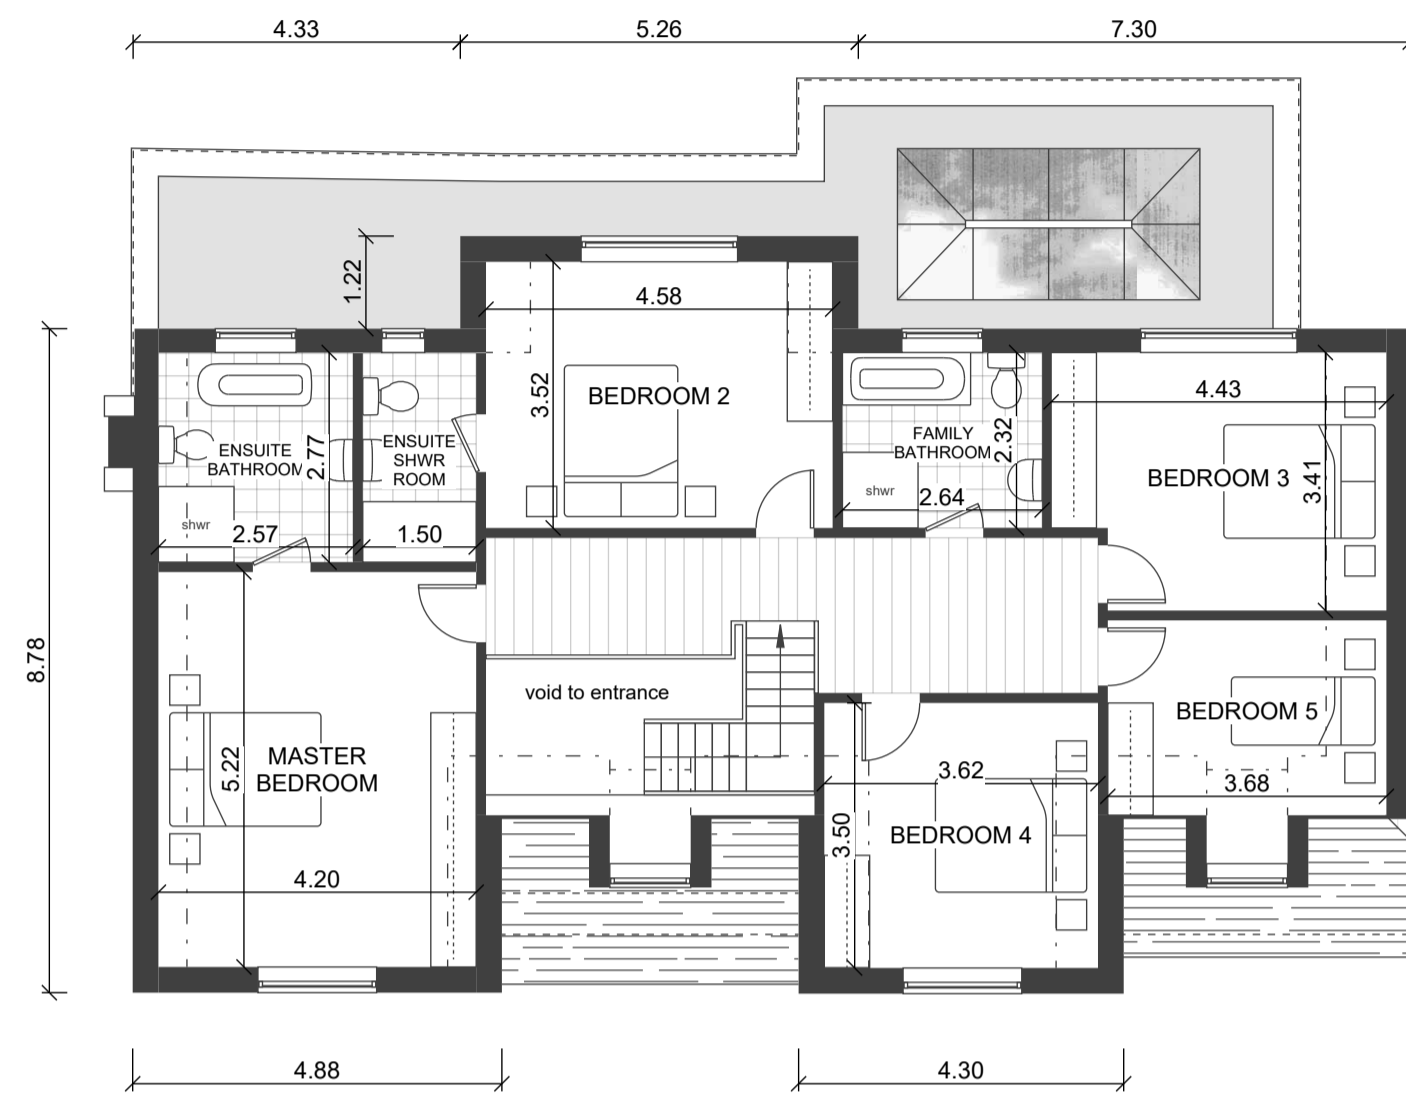 4.33
5.26
7.30
1.22
4.58
3.52
BEDROOM 2
ENSUITE
BATHROOM
2.77
ENSUITE
SHWR
ROOM
FAMILY
BATHROOM
2.32
4.43
BEDROOM 3
3.41
shwr
2.57
1.50
shwr
2.64
8.78
void to entrance
MASTER
BEDROOM
5.22
4.20
BEDROOM 5
3.68
3.62
BEDROOM 4
3.50
4.88
4.30